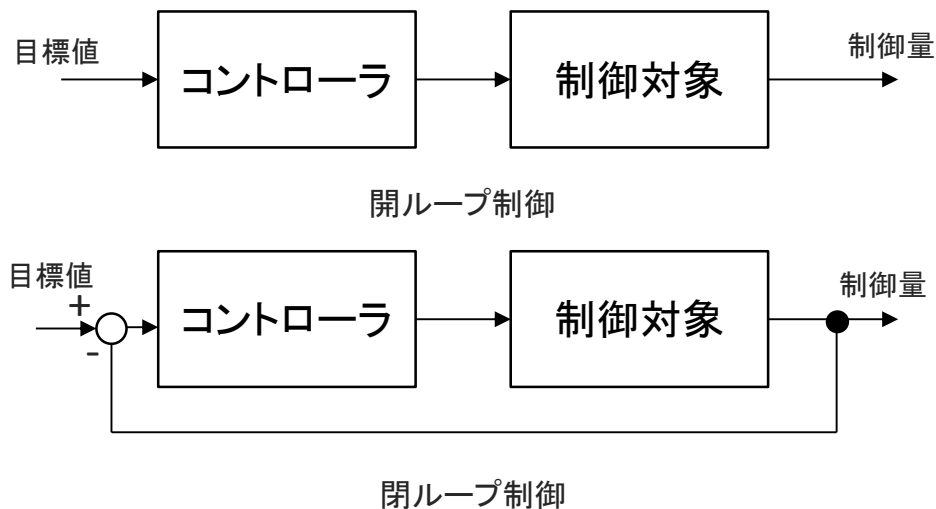 目標値
コントローラ
制御対象
制御量
開ループ制御
目標値
+
-
コントローラ
制御対象
制御量
閉ループ制御